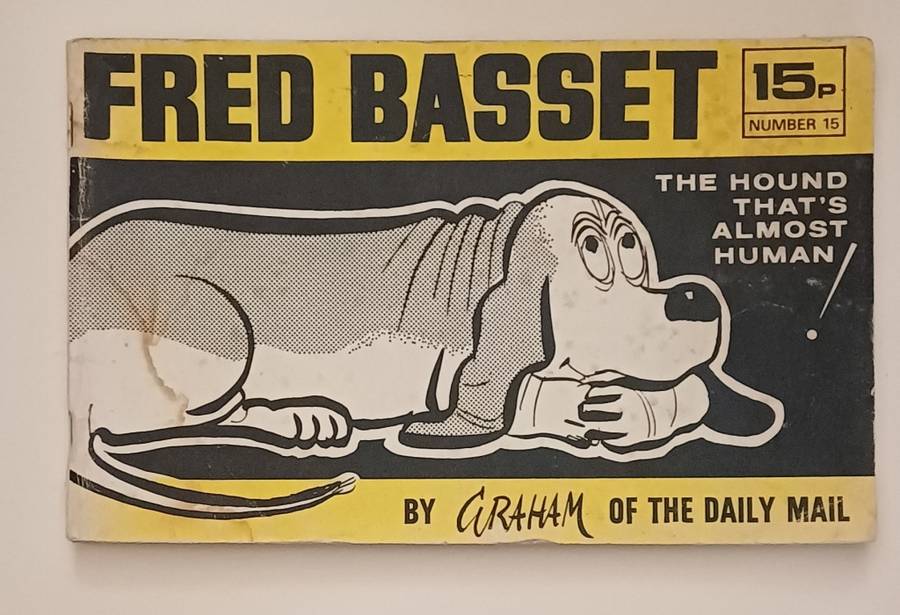 FRED BASSET
15P
NUMBER 15
THE HOUND
THAT'S
ALMOST
HUMAN!
BY GRAHAM OF THE DAILY MAIL